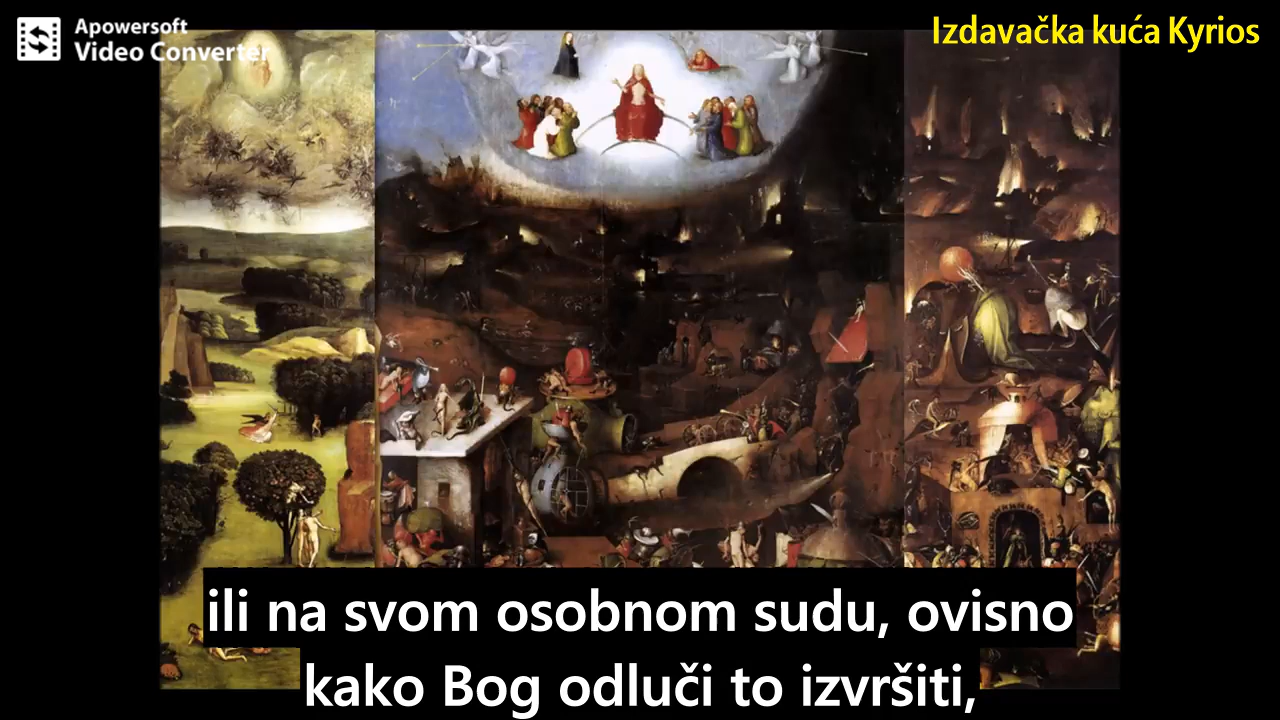 Apowersoft
Video Converter
Izdavačka kuća Kyrios
ili na svom osobnom sudu, ovisno
kako Bog odluči to izvršiti,